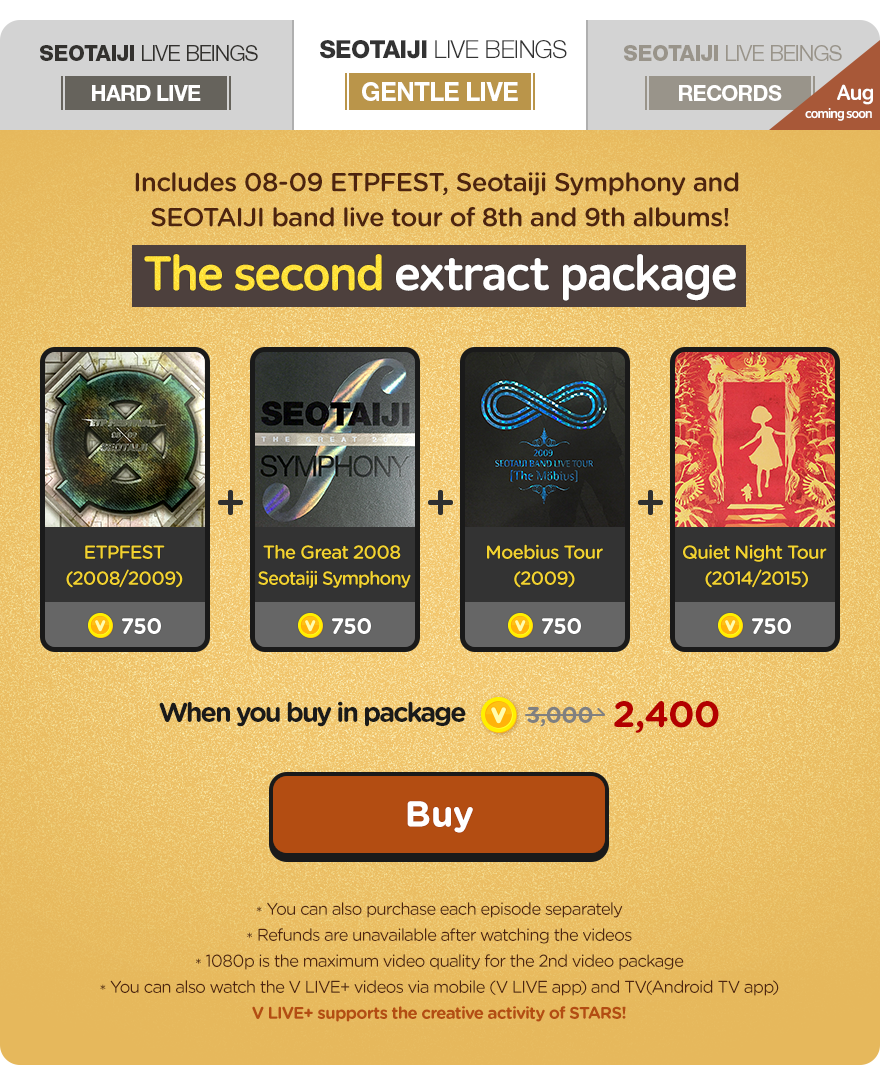 SEOTAIJI LIVE BEINGS
HARD LIVE
SEOTAIJI LIVE BEINGS
GENTLE LIVE
SEOTAIJI LIVE BEINGS
RECORDS
Aug
coming soon
Includes 08-09 ETPFEST, Seotaiji Symphony and
SEOTAIJI band live tour of 8th and 9th albums!
The second extract package
SEOTAIJI
ETPFEST
(2008/2009)
V 750
+
SEOTAIJI
THE GREAT 2008
SYMPHONY
The Great 2008
Seotaiji Symphony
V 750
+
2009
SEOTAIJI BAND LIVE TOUR
[The Möbius]
Moebius Tour
(2009)
V 750
+
Quiet Night Tour
(2014/2015)
V 750
When you buy in package V 3,000 2,400
Buy
* You can also purchase each episode separately
* Refunds are unavailable after watching the videos
* 1080p is the maximum video quality for the 2nd video package
* You can also watch the V LIVE+ videos via mobile (V LIVE app) and TV(Android TV app)
V LIVE+ supports the creative activity of STARS!